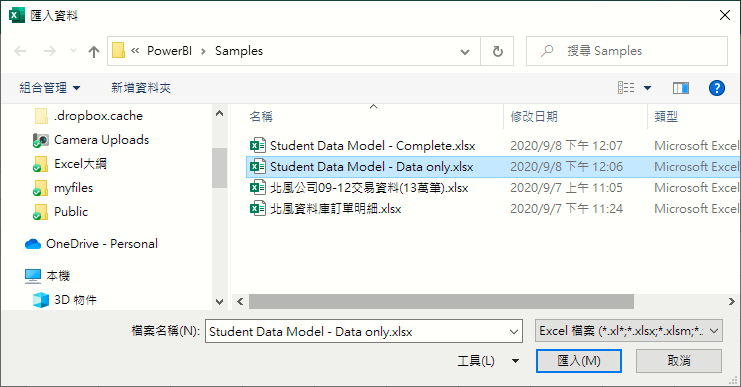 匯入資料
« PowerBI › Samples
搜尋 Samples
組合管理 新增資料夾
.dropbox.cache
Camera Uploads
Excel大綱
myfiles
Public
OneDrive - Personal
本機
3D 物件
名稱 修改日期 類型
Student Data Model - Complete.xlsx 2020/9/8 下午 12:07 Microsoft Excel
Student Data Model - Data only.xlsx 2020/9/8 下午 12:06 Microsoft Excel
北風公司09-12交易資料(13萬筆).xlsx 2020/9/7 上午 11:05 Microsoft Excel
北風資料庫訂單明細.xlsx 2020/9/7 下午 11:24 Microsoft Excel
檔案名稱(N): Student Data Model - Data only.xlsx Excel 檔案 (*.xl*;*.xlsx;*.xlsm;*.
工具(L) 匯入(M) 取消